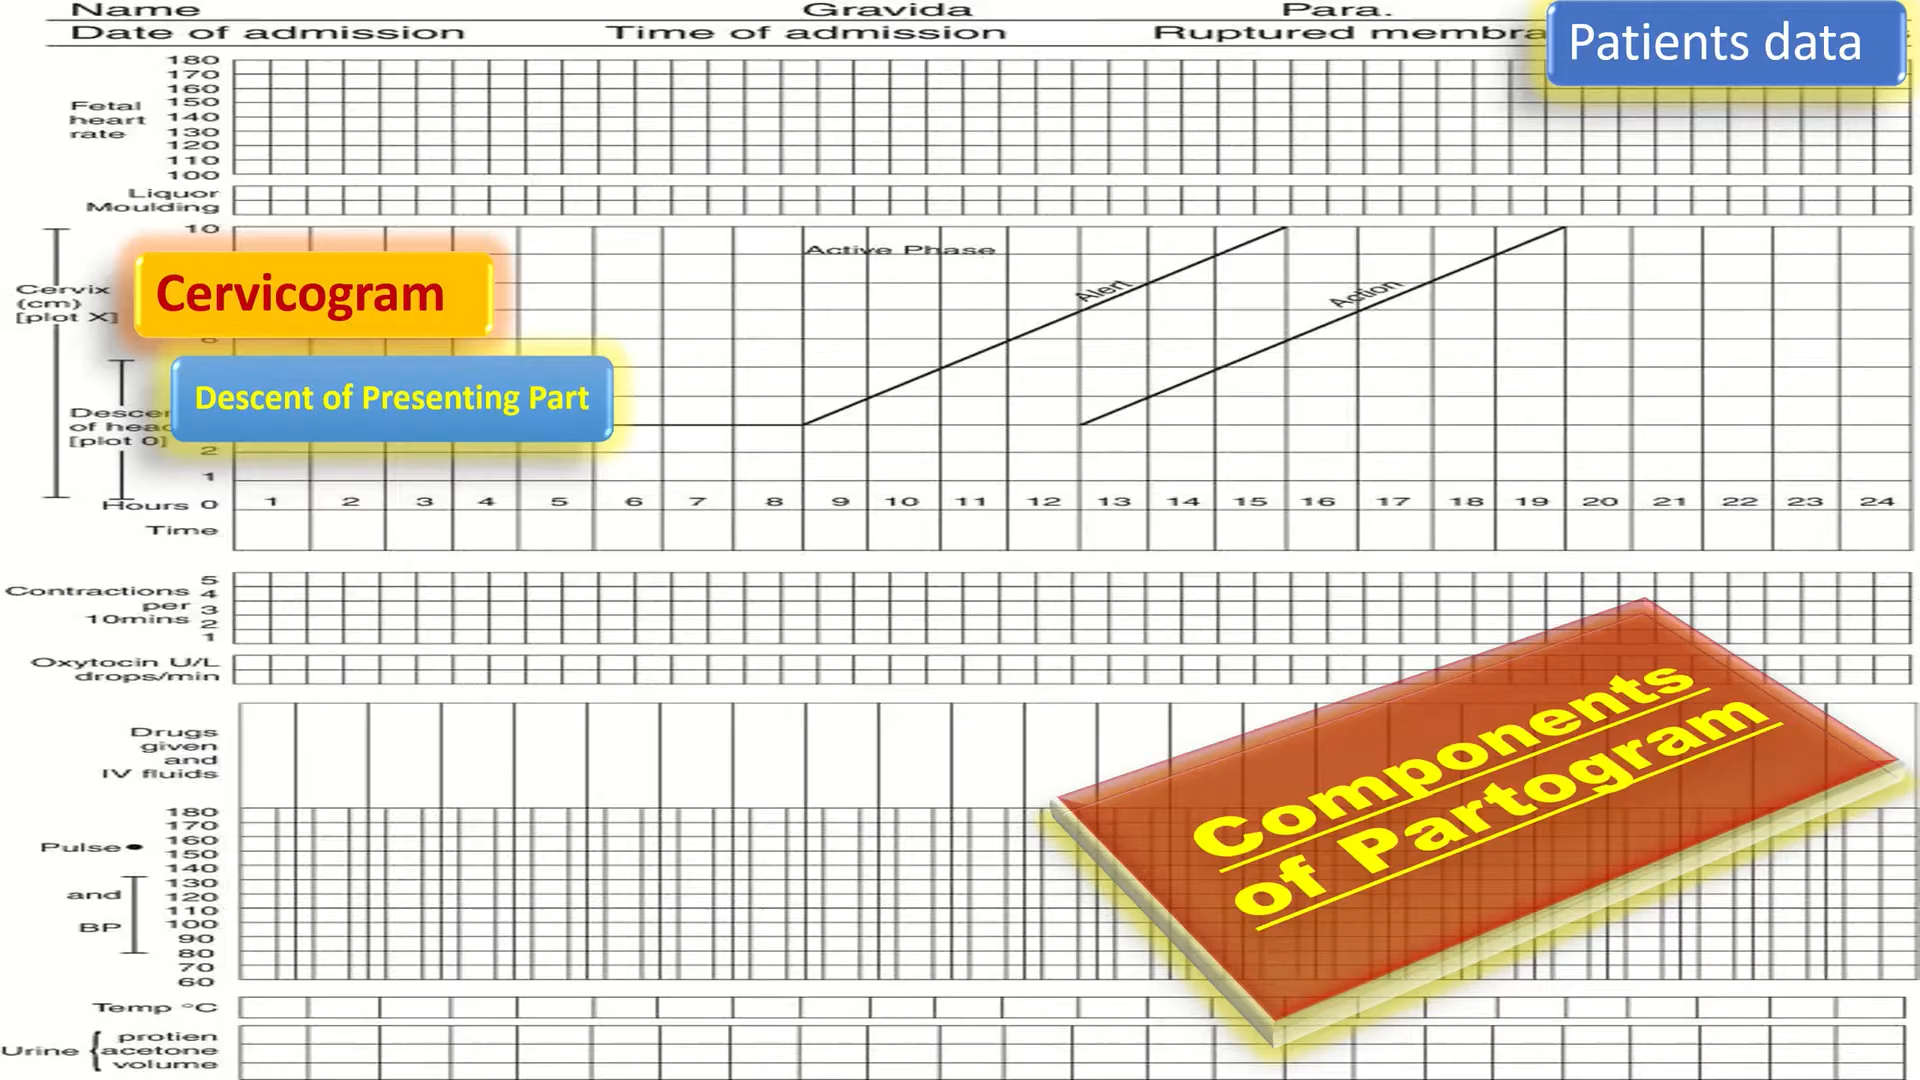 Name Gravida Para.
Date of admission Time of admission Ruptured membra
Patients data
180
170
160
150
140
130
120
110
100
Fetal
heart
rate
Liquor
Moulding
10
Active Phase
Alert
Action
Cervix
(cm)
[plot X]
Cervicogram
Descent of Presenting Part
of
[plot 0]
2
1
Hours 0 1 2 3 4 5 6 7 8 9 10 11 12 13 14 15 16 17 18 19 20 21 22 23 24
Time
Contractions
per
10mins
5
4
3
2
1
Oxytocin U/L
drops/min
Drugs
given
and
IV fluids
180
170
160
150
140
130
120
110
100
90
80
70
60
Pulse
and
BP
Components
of Partogram
Temp °C
Urine { protien
acetone
volume